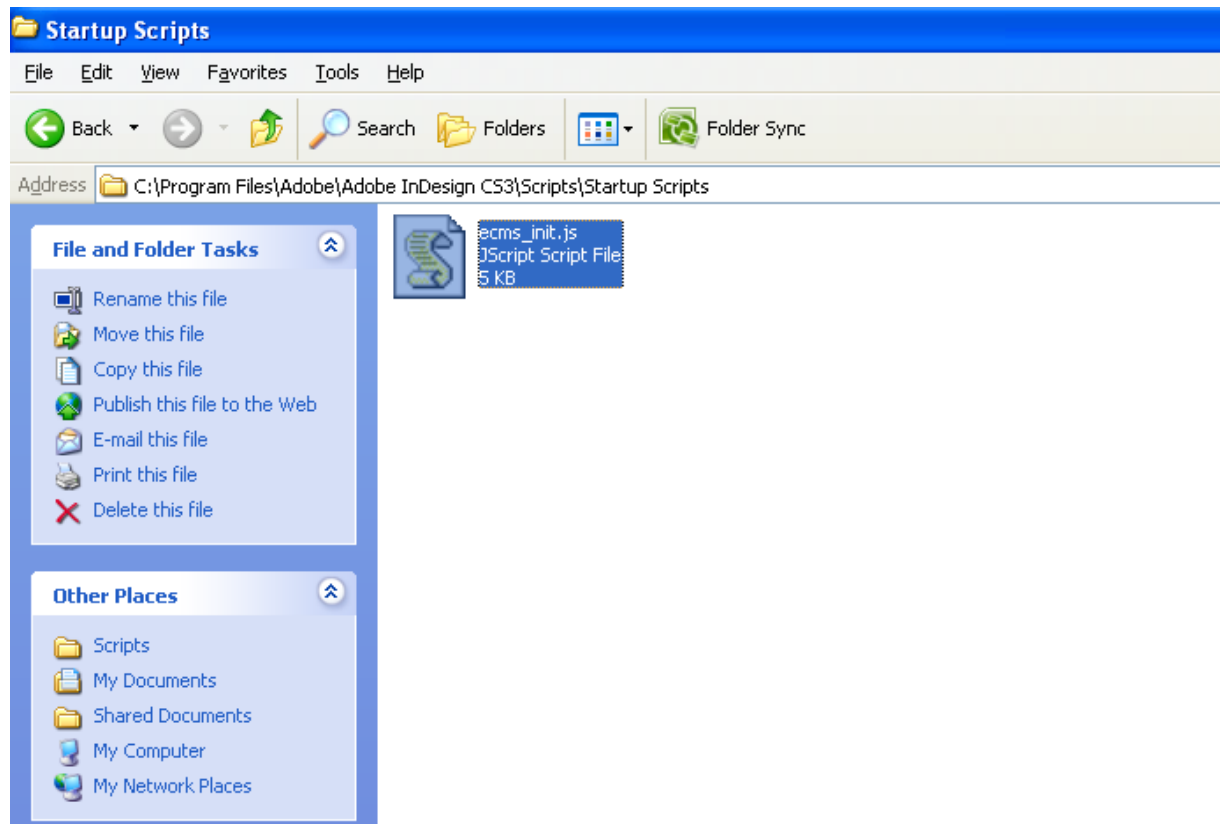 Startup Scripts
File Edit View Favorites Tools Help
Back Search Folders Folder Sync
Address C:\Program Files\Adobe\Adobe InDesign CS3\Scripts\Startup Scripts
File and Folder Tasks
Rename this file
Move this file
Copy this file
Publish this file to the Web
E-mail this file
Print this file
Delete this file
Other Places
Scripts
My Documents
Shared Documents
My Computer
My Network Places
ecms_init.js
JScript Script File
5 KB